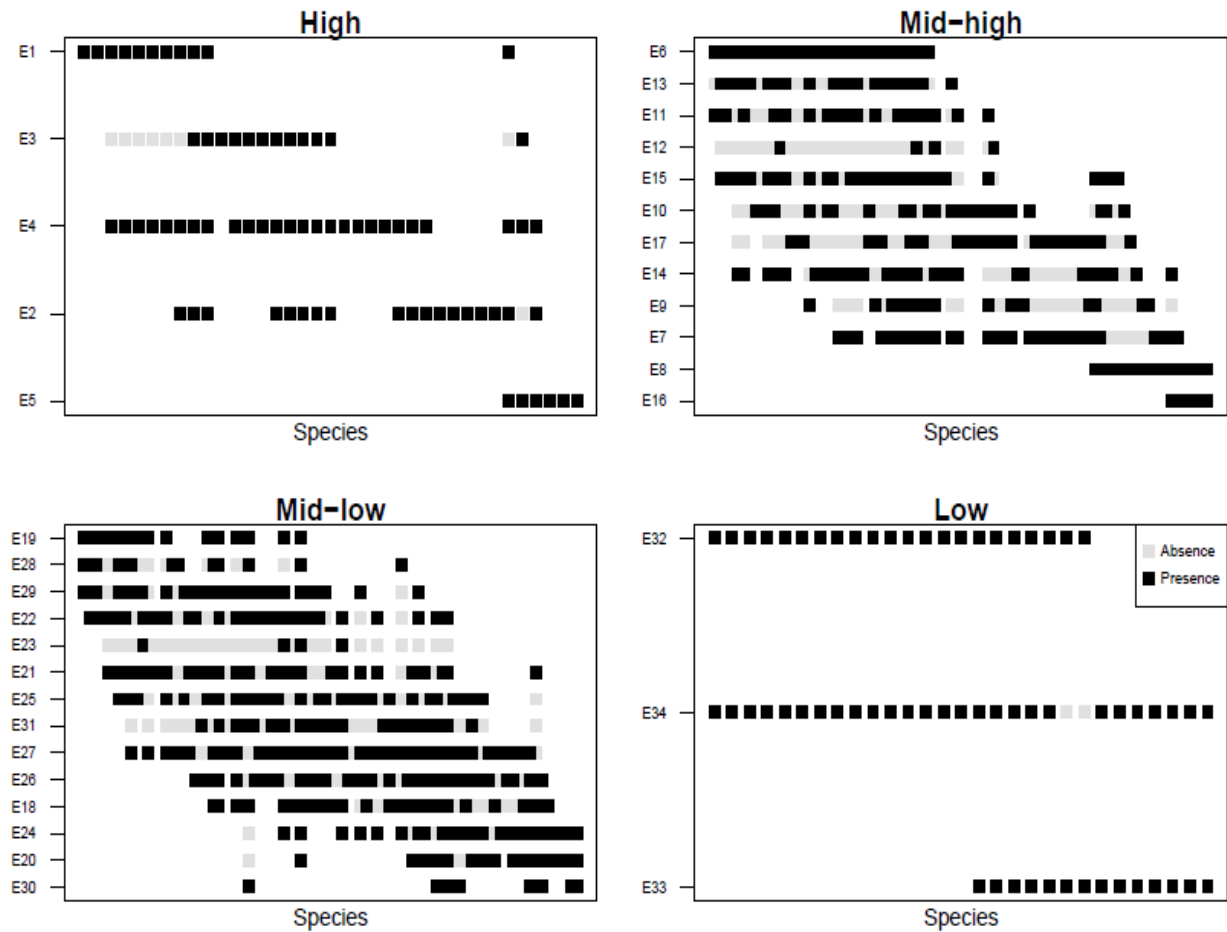 High
E1
E3
E4
E2
E5
Species
Mid-high
E6
E13
E11
E12
E15
E10
E17
E14
E9
E7
E8
E16
Species
Mid-low
E19
E28
E29
E22
E23
E21
E25
E31
E27
E26
E18
E24
E20
E30
Species
Low
E32
E34
E33
Absence
Presence
Species